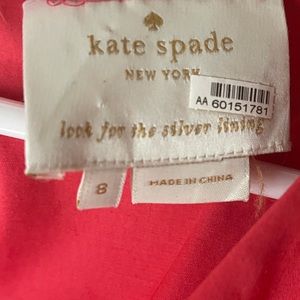 kate spade
NEW YORK
AA 60151781
look for the silver lining
8
MADE IN CHINA